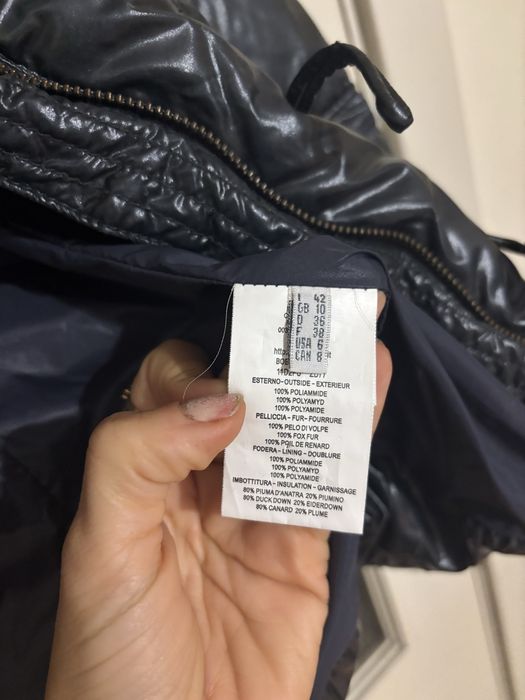 I 42
GB 10
D 36
F 38
USA 6
CAN 8
ESTERNO-OUTSIDE - EXTERIEUR
100% POLIAMMIDE
100% POLYAMYD
100% POLYAMIDE
PELLICCIA - FUR- FOURRURE
100% PELO DI VOLPE
100% FOX FUR
100% POIL DE RENARD
FODERA - LINING - DOUBLURE
100% POLIAMMIDE
100% POLYAMYD
100% POLYAMIDE
IMBOTTITURA - INSULATION - GARNISSAGE
80% PIUMA D'ANATRA 20% PIUMINO
80% DUCK DOWN 20% EIDERDOWN
80% CANARD 20% PLUME